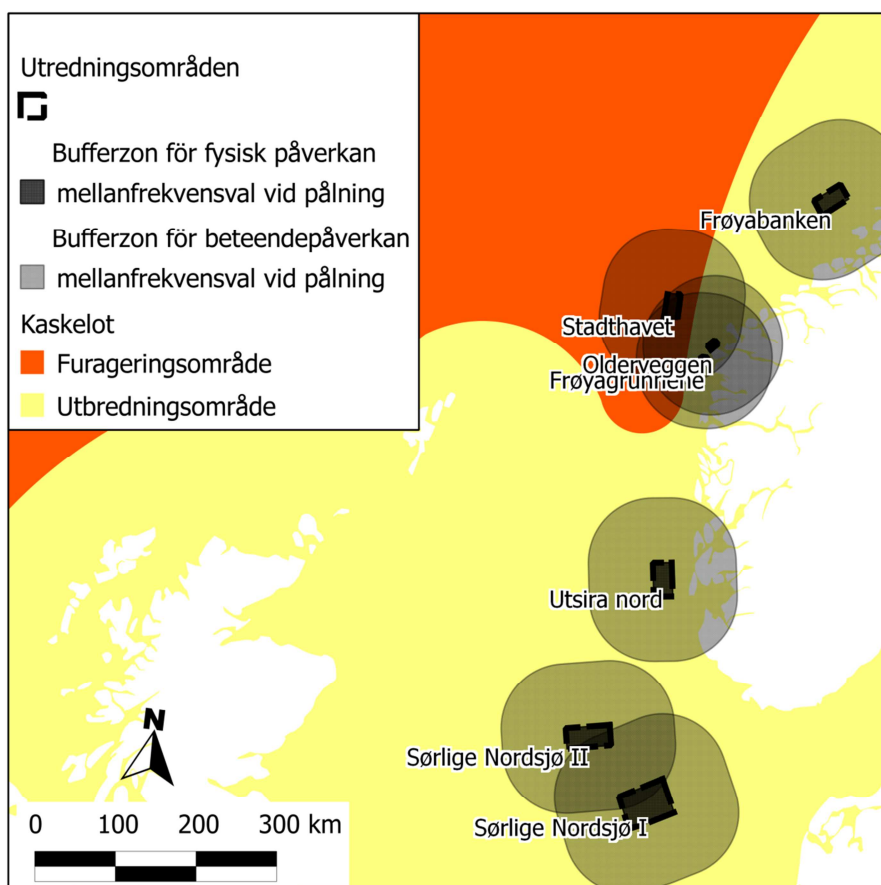 Utredningsområden
Bufferzon för fysisk påverkan
mellanfrekvensval vid pålning
Bufferzon för beteendepåverkan
mellanfrekvensval vid pålning
Kaskelot
Furageringsområde
Utbredningsområde
Frøyabanken
Stadthavet
Olderveggen
Frøyagrunnene
Utsira nord
Sørlige Nordsjø II
Sørlige Nordsjø I
N
0 100 200 300 km